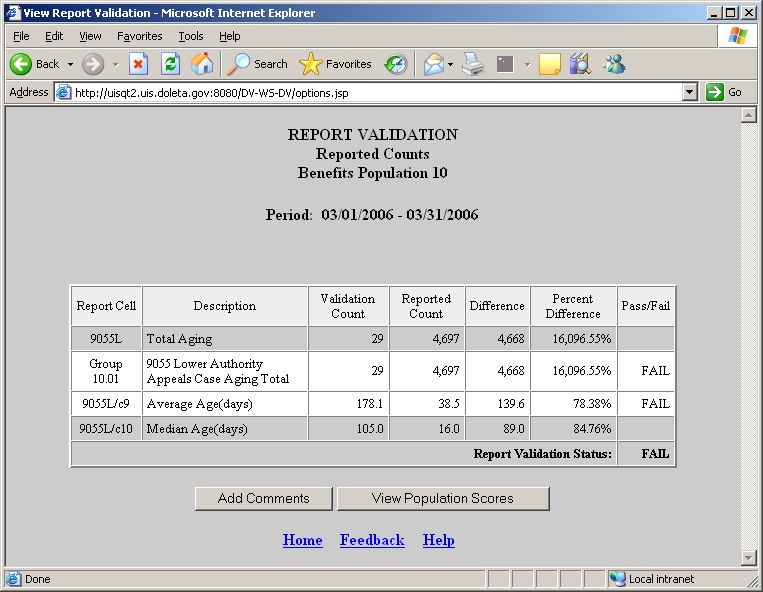 View Report Validation - Microsoft Internet Explorer
File Edit View Favorites Tools Help
Back Search Favorites
Address http://uisqt2.uis.doleta.gov:8080/DV-WS-DV/options.jsp Go
REPORT VALIDATION
Reported Counts
Benefits Population 10
Period: 03/01/2006 - 03/31/2006
Report Cell Description Validation Count Reported Count Difference Percent Difference Pass/Fail
9055L Total Aging 29 4,697 4,668 16,096.55%
Group 10.01 9055 Lower Authority Appeals Case Aging Total 29 4,697 4,668 16,096.55% FAIL
9055L/c9 Average Age(days) 178.1 38.5 139.6 78.38% FAIL
9055L/c10 Median Age(days) 105.0 16.0 89.0 84.76%
Report Validation Status: FAIL
Add Comments View Population Scores
Home Feedback Help
Done Local intranet